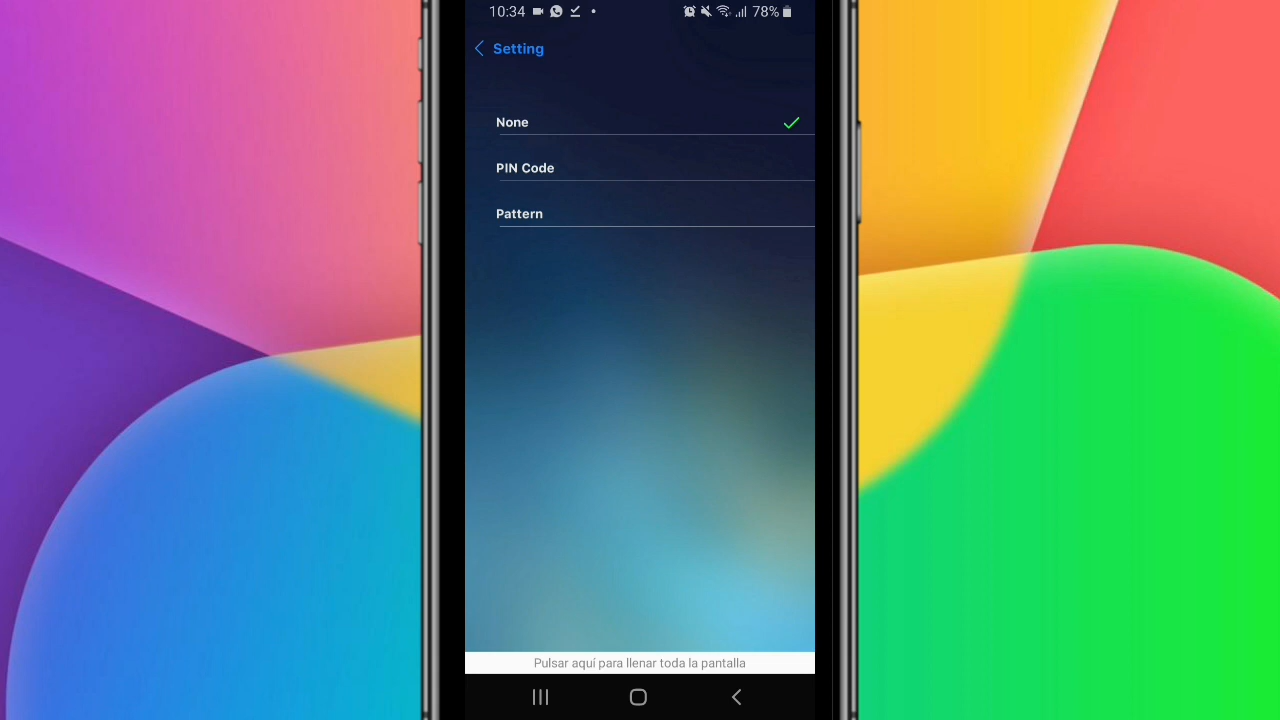 10:34 78%
Setting
None
PIN Code
Pattern
Pulsar aquí para llenar toda la pantalla